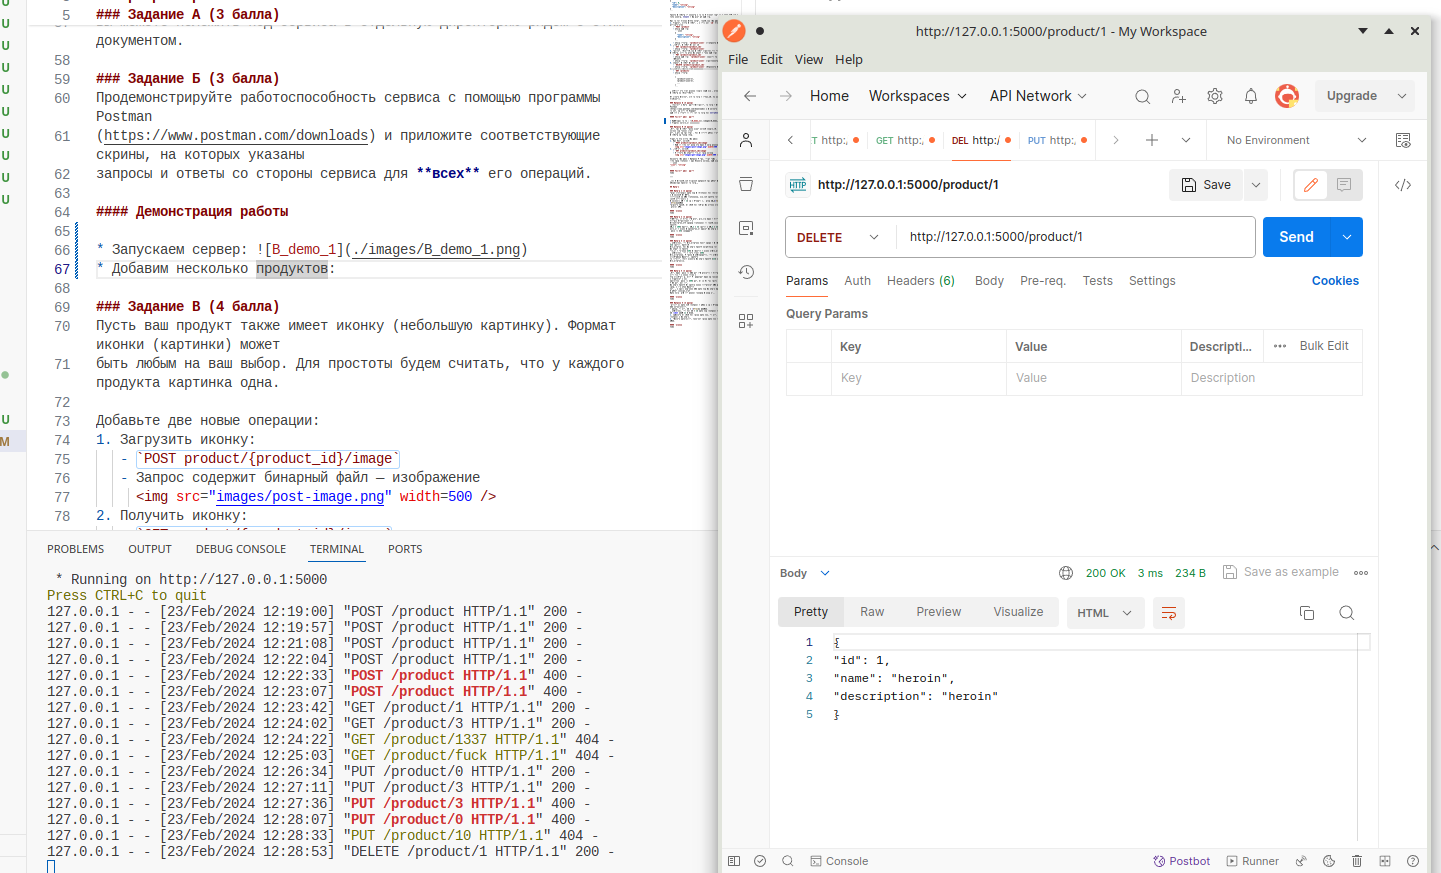 5 ### Задание А (3 балла)
документом.
58
59 ### Задание Б (3 балла)
60 Продемонстрируйте работоспособность сервиса с помощью программы
Postman
61 (https://www.postman.com/downloads) и приложите соответствующие
скрины, на которых указаны
62 запросы и ответы со стороны сервиса для **всех** его операций.
63
64 #### Демонстрация работы
65
66 * Запускаем сервер: ![B_demo_1](./images/B_demo_1.png)
67 * Добавим несколько продуктов:
68
69 ### Задание В (4 балла)
70 Пусть ваш продукт также имеет иконку (небольшую картинку). Формат
иконки (картинки) может
71 быть любым на ваш выбор. Для простоты будем считать, что у каждого
продукта картинка одна.
72
73 Добавьте две новые операции:
74 1. Загрузить иконку:
75 - `POST product/{product_id}/image`
76 - Запрос содержит бинарный файл — изображение
77 <img src="images/post-image.png" width=500 />
78 2. Получить иконку:
U
U
U
U
U
U
U
U
U
U
U
M
PROBLEMS OUTPUT DEBUG CONSOLE TERMINAL PORTS
* Running on http://127.0.0.1:5000
Press CTRL+C to quit
127.0.0.1 - - [23/Feb/2024 12:19:00] "POST /product HTTP/1.1" 200 -
127.0.0.1 - - [23/Feb/2024 12:19:57] "POST /product HTTP/1.1" 200 -
127.0.0.1 - - [23/Feb/2024 12:21:08] "POST /product HTTP/1.1" 200 -
127.0.0.1 - - [23/Feb/2024 12:22:04] "POST /product HTTP/1.1" 200 -
127.0.0.1 - - [23/Feb/2024 12:22:33] "POST /product HTTP/1.1" 400 -
127.0.0.1 - - [23/Feb/2024 12:23:07] "POST /product HTTP/1.1" 400 -
127.0.0.1 - - [23/Feb/2024 12:23:42] "GET /product/1 HTTP/1.1" 200 -
127.0.0.1 - - [23/Feb/2024 12:24:02] "GET /product/3 HTTP/1.1" 200 -
127.0.0.1 - - [23/Feb/2024 12:24:22] "GET /product/1337 HTTP/1.1" 404 -
127.0.0.1 - - [23/Feb/2024 12:25:03] "GET /product/fuck HTTP/1.1" 404 -
127.0.0.1 - - [23/Feb/2024 12:26:34] "PUT /product/0 HTTP/1.1" 200 -
127.0.0.1 - - [23/Feb/2024 12:27:11] "PUT /product/3 HTTP/1.1" 200 -
127.0.0.1 - - [23/Feb/2024 12:27:36] "PUT /product/3 HTTP/1.1" 400 -
127.0.0.1 - - [23/Feb/2024 12:28:07] "PUT /product/0 HTTP/1.1" 400 -
127.0.0.1 - - [23/Feb/2024 12:28:33] "PUT /product/10 HTTP/1.1" 404 -
127.0.0.1 - - [23/Feb/2024 12:28:53] "DELETE /product/1 HTTP/1.1" 200 -
http://127.0.0.1:5000/product/1 - My Workspace
File Edit View Help
Home Workspaces API Network Upgrade
http:, GET http:, DEL http:/ PUT http:, No Environment
HTTP http://127.0.0.1:5000/product/1 Save
DELETE http://127.0.0.1:5000/product/1 Send
Params Auth Headers (6) Body Pre-req. Tests Settings Cookies
Query Params
Key Value Descripti... Bulk Edit
Key Value Description
Body 200 OK 3 ms 234 B Save as example
Pretty Raw Preview Visualize HTML
1 {
2 "id": 1,
3 "name": "heroin",
4 "description": "heroin"
5 }
Console Postbot Runner